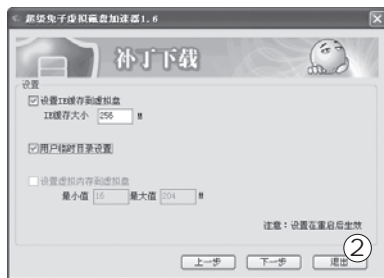 超级兔子虚拟磁盘加速器1.6
补丁下载
设置
设置IE缓存到虚拟盘
IE缓存大小 256 M
用户临时目录设置
设置虚拟内存到虚拟盘
最小值 16 最大值 204 M
注意：设置在重启后生效
上一步 下一步 退出 ②